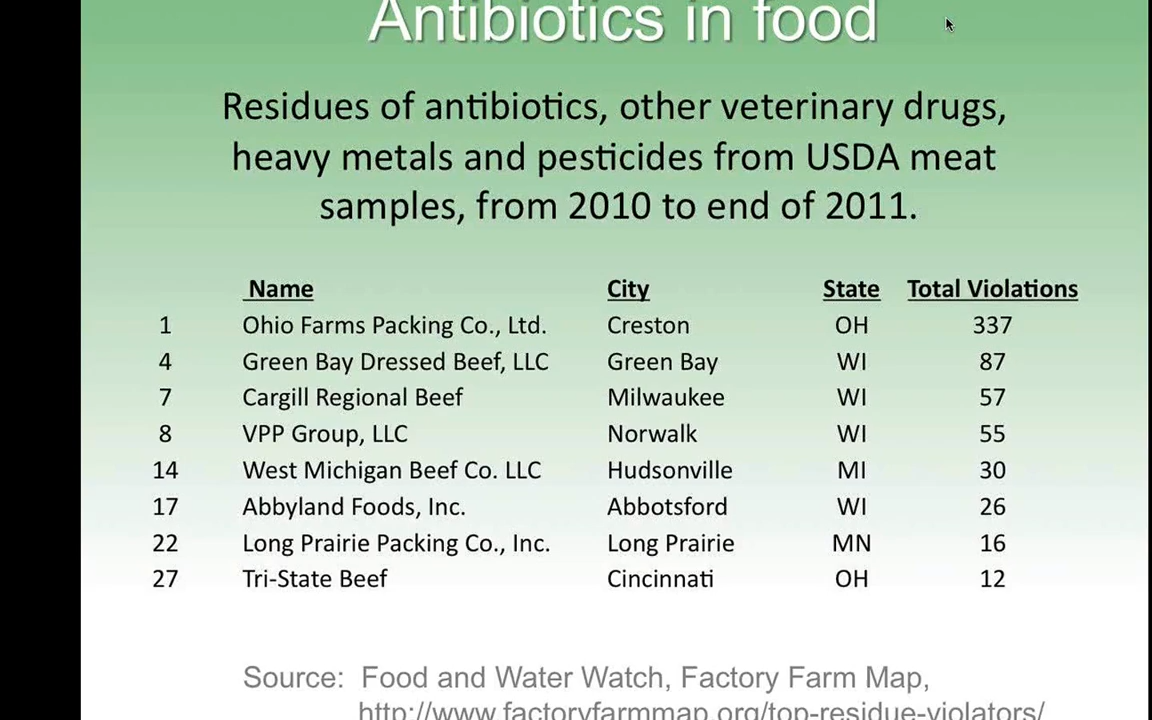 Antibiotics in food
Residues of antibiotics, other veterinary drugs,
heavy metals and pesticides from USDA meat
samples, from 2010 to end of 2011.
Name City State Total Violations
1 Ohio Farms Packing Co., Ltd. Creston OH 337
4 Green Bay Dressed Beef, LLC Green Bay WI 87
7 Cargill Regional Beef Milwaukee WI 57
8 VPP Group, LLC Norwalk WI 55
14 West Michigan Beef Co. LLC Hudsonville MI 30
17 Abbyland Foods, Inc. Abbotsford WI 26
22 Long Prairie Packing Co., Inc. Long Prairie MN 16
27 Tri-State Beef Cincinnati OH 12
Source: Food and Water Watch, Factory Farm Map,
http://www.factoryfarmmap.org/top-residue-violators/